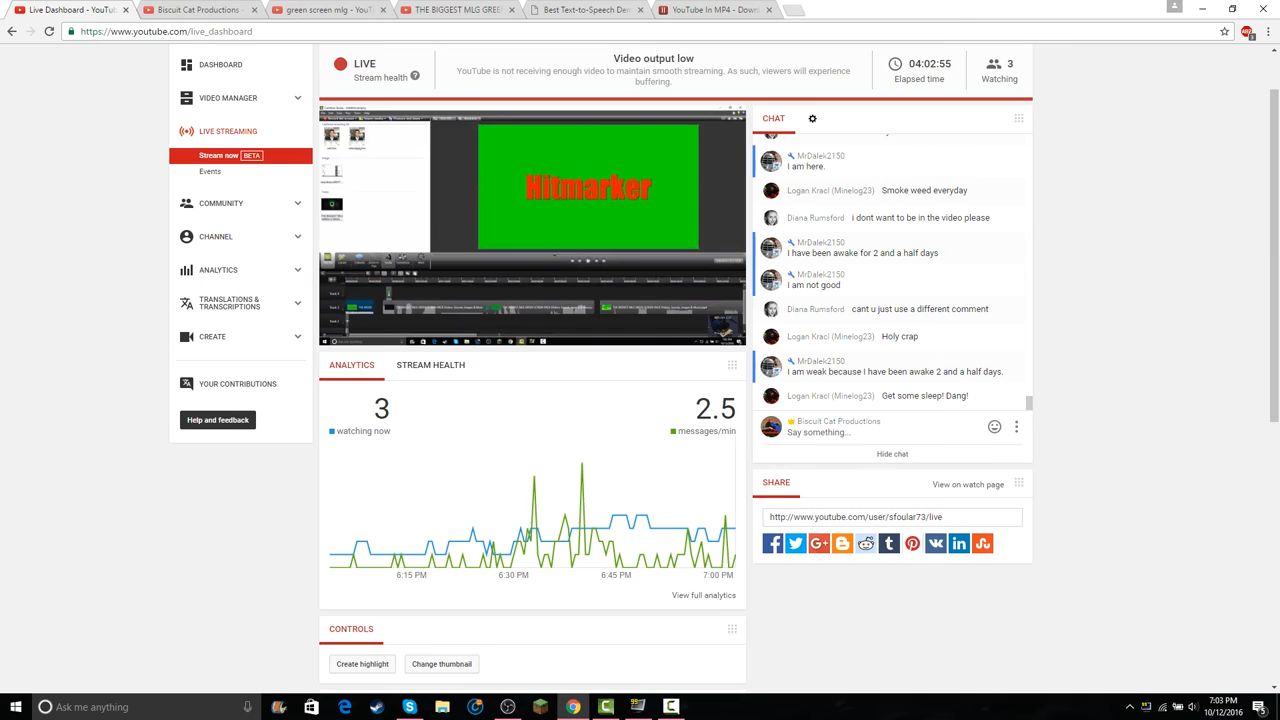 Live Dashboard - YouTu
Biscuit Cat Productions -
green screen mlg - YouT
THE BIGGEST MLG GREE
Best Text-to-Speech De
YouTube In MP4 - Down
https://www.youtube.com/live_dashboard
DASHBOARD
VIDEO MANAGER
LIVE STREAMING
Stream now BETA
Events
COMMUNITY
CHANNEL
ANALYTICS
TRANSLATIONS &
TRANSCRIPTIONS
CREATE
YOUR CONTRIBUTIONS
Help and feedback
LIVE
Stream health ?
Video output low
YouTube is not receiving enough video to maintain smooth streaming. As such, viewers will experience
buffering.
04:02:55
Elapsed time
3
Watching
Hitmarker
ANALYTICS
STREAM HEALTH
3
watching now
2.5
messages/min
6:15 PM
6:30 PM
6:45 PM
7:00 PM
View full analytics
CONTROLS
Create highlight
Change thumbnail
CHAT
MrDalek2150
I am here.
Logan Kracl (Minelog23) Smoke weed everyday
Diana Rumsford i dont want to be in the video please
MrDalek2150
I have been awake for 2 and a half days
MrDalek2150
I am not good
Diana Rumsford cant u just use a different comment
Logan Kracl (Minelog23) Holy crap
MrDalek2150
I am weak because I have been awake 2 and a half days.
Logan Kracl (Minelog23) Get some sleep! Dang!
Biscuit Cat Productions
Say something...
Hide chat
SHARE
View on watch page
http://www.youtube.com/user/sfoular73/live
Ask me anything
7:03 PM
10/12/2016